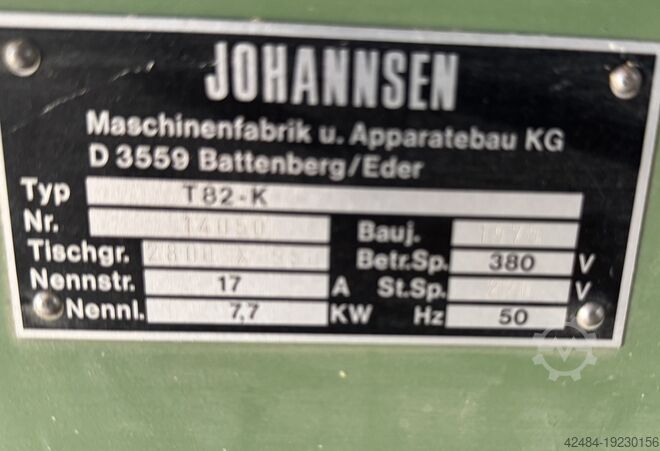 JOHANNSEN
Maschinenfabrik u. Apparatebau KG
D 3559 Battenberg/Eder
Typ T82-K
Nr. 14050 Bauj.
Tischgr. 2800 X Betr.Sp. 380 V
Nennstr. 17 A St.Sp. V
Nennl. 7,7 KW Hz 50
42484-19230156